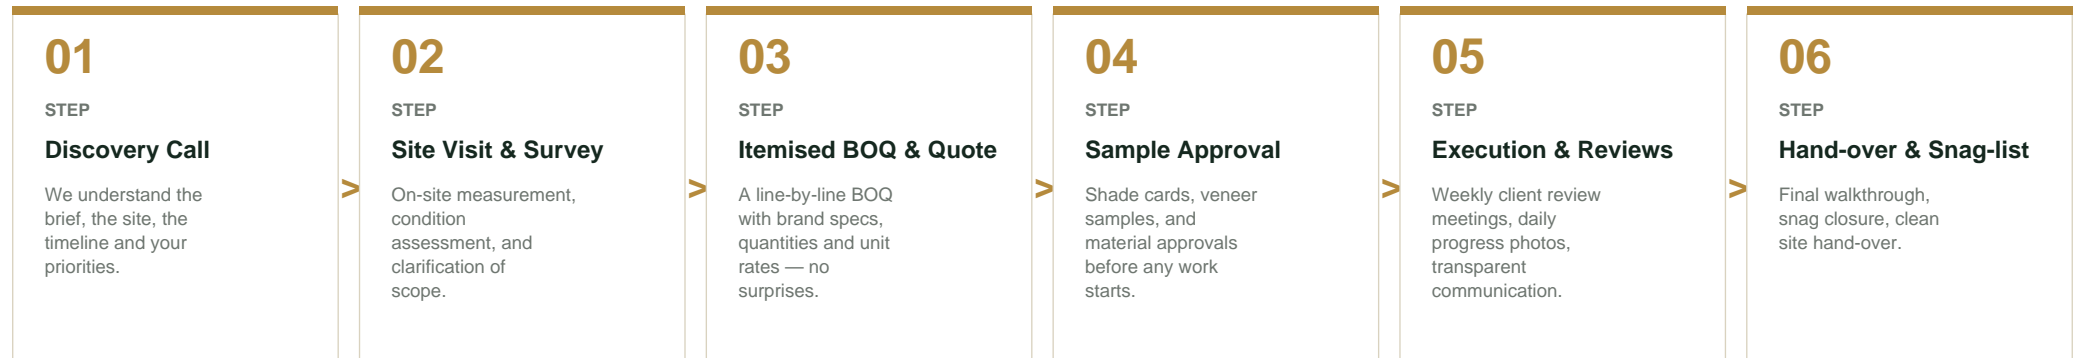 01
STEP
Discovery Call
We understand the
brief, the site, the
timeline and your
priorities.
>
02
STEP
Site Visit & Survey
On-site measurement,
condition
assessment, and
clarification of
scope.
>
03
STEP
Itemised BOQ & Quote
A line-by-line BOQ
with brand specs,
quantities and unit
rates — no
surprises.
>
04
STEP
Sample Approval
Shade cards, veneer
samples, and
material approvals
before any work
starts.
>
05
STEP
Execution & Reviews
Weekly client review
meetings, daily
progress photos,
transparent
communication.
>
06
STEP
Hand-over & Snag-list
Final walkthrough,
snag closure, clean
site hand-over.